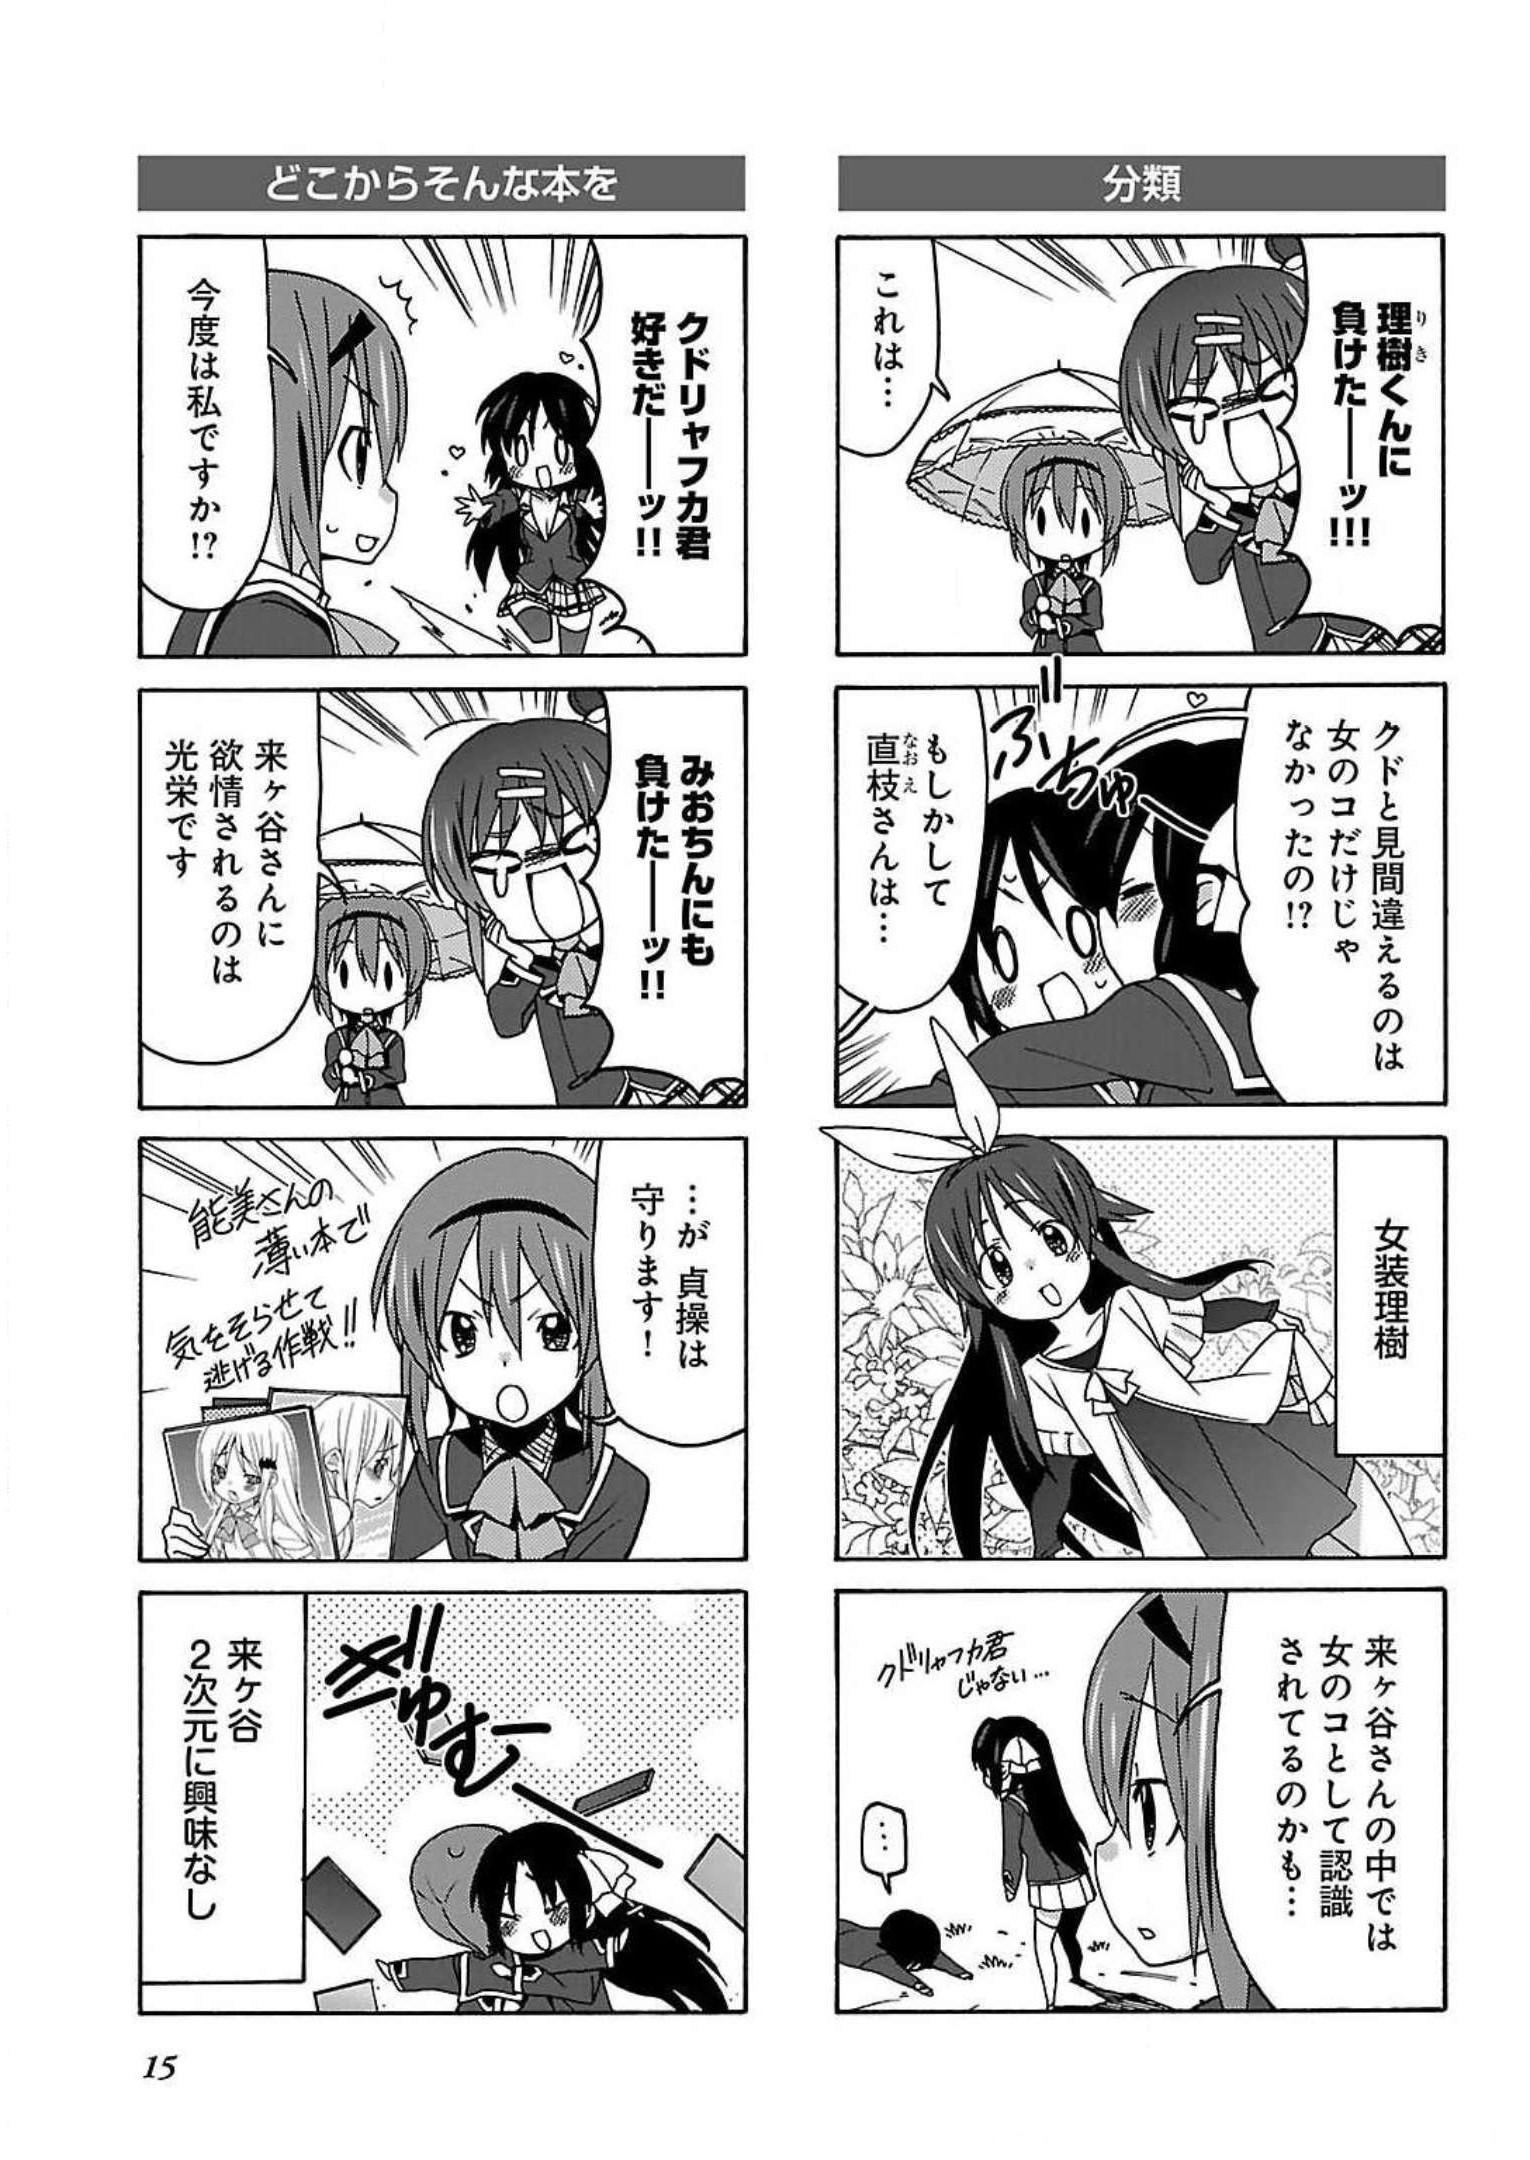 分類
理樹くんに
負けたーーッ!!!
りき
これは…
クドと見間違えるのは
女のコだけじゃ
なかったの!?
ぶちゅーっ
もしかして
直枝さんは…
なおえ
女装理樹
来ヶ谷さんの中では
女のコとして認識
されてるのかも…
クドリャフカ君
じゃない…
…
どこからそんな本を
クドリャフカ君
好きだーーッ!!
今度は私ですか!?
みおちんにも
負けたーーッ!!
来ヶ谷さんに
欲情されるのは
光栄です
…が 貞操は
守ります!
能美さんの
薄い本で
気をそらせて
逃げる作戦!!
ぎゅむー
来ヶ谷
2次元に興味なし
15